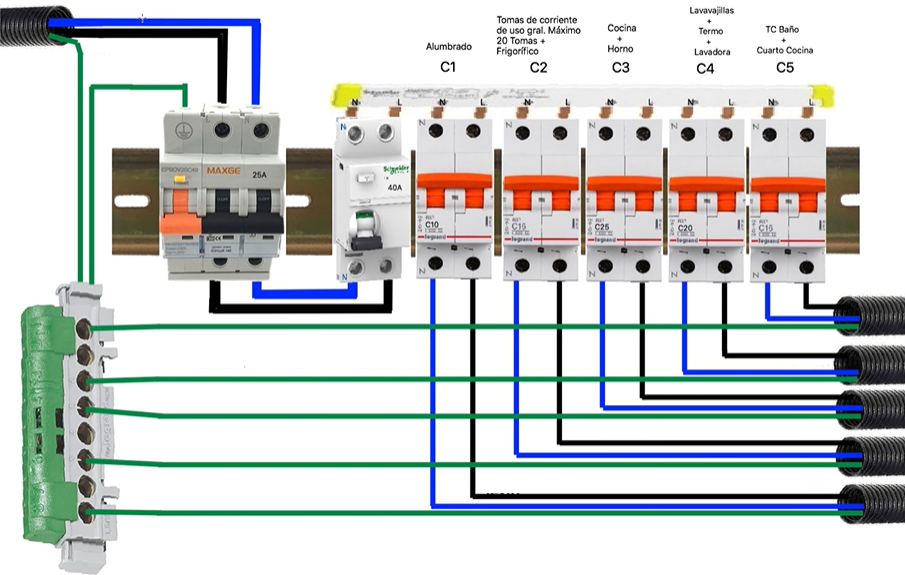 Alumbrado
C1
Tomas de corriente
de uso gral. Máximo
20 Tomas +
Frigorífico
C2
Cocina
+
Horno
C3
Lavavajillas
+
Termo
+
Lavadora
C4
TC Baño
+
Cuarto Cocina
C5
N L N L N L N L N L N L
MAXGE
25A
N
Schneider
40A
N
N
C10
legrand
N
N
C16
legrand
N
N
C25
legrand
N
N
C20
legrand
N
N
C16
legrand
N